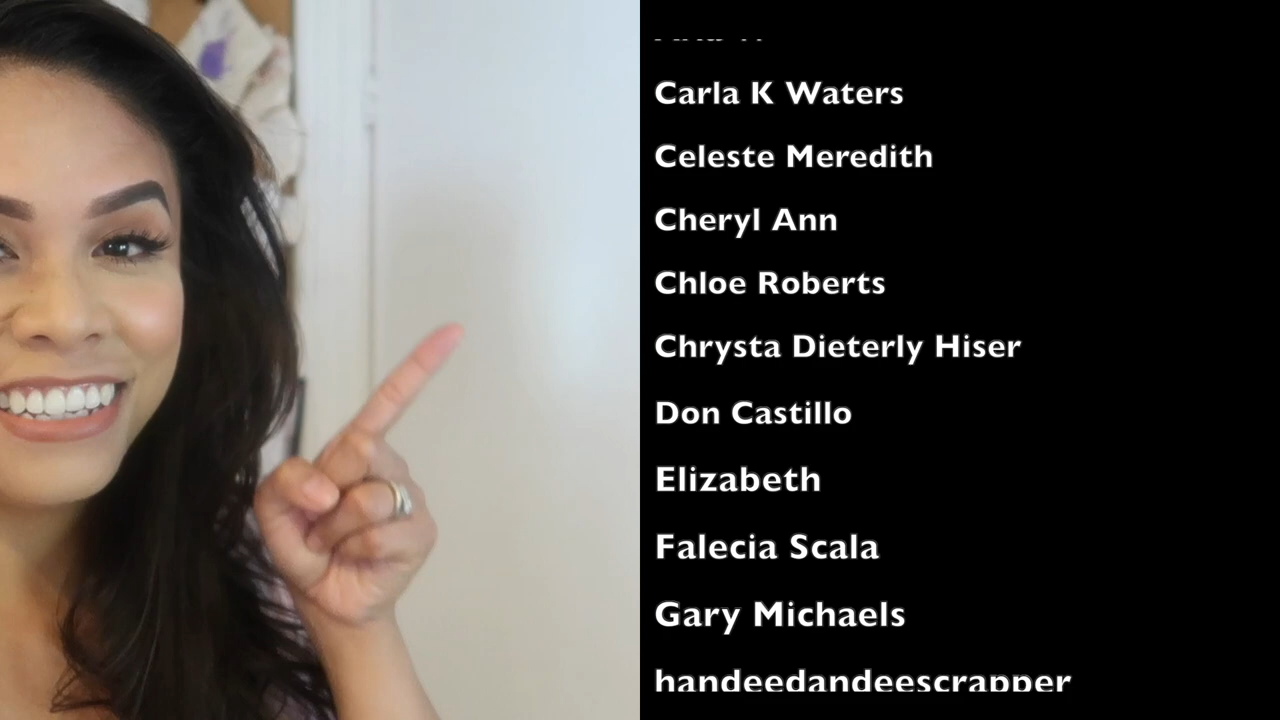 Carla K Waters
Celeste Meredith
Cheryl Ann
Chloe Roberts
Chrysta Dieterly Hiser
Don Castillo
Elizabeth
Falecia Scala
Gary Michaels
handeedandeescrapper